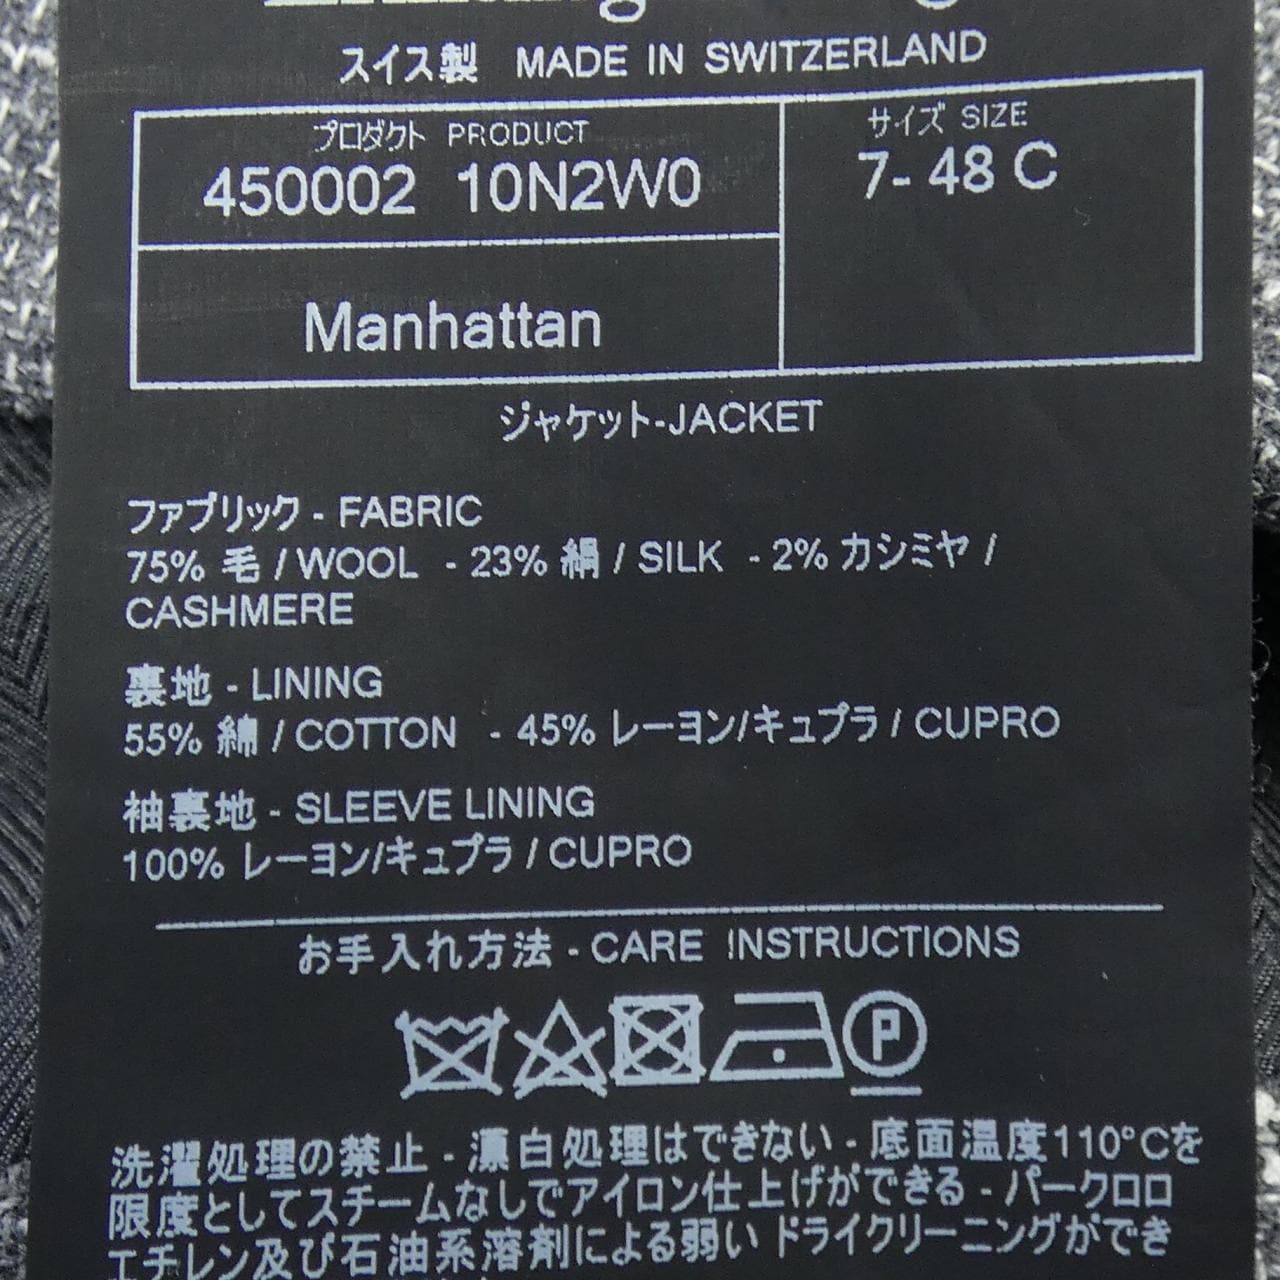 スイス製 MADE IN SWITZERLAND
プロダクト PRODUCT
450002 10N2W0
サイズ SIZE
7- 48 C
Manhattan
ジャケット-JACKET
ファブリック - FABRIC
75% 毛 / WOOL - 23% 絹 / SILK - 2% カシミヤ /
CASHMERE
裏地 - LINING
55% 綿 / COTTON - 45% レーヨン/キュプラ / CUPRO
袖裏地 - SLEEVE LINING
100% レーヨン/キュプラ / CUPRO
お手入れ方法 - CARE INSTRUCTIONS
P
洗濯処理の禁止 - 漂白処理はできない - 底面温度110°Cを
限度としてスチームなしでアイロン仕上げができる - パークロロ
エチレン及び石油系溶剤による弱い ドライクリーニングができ